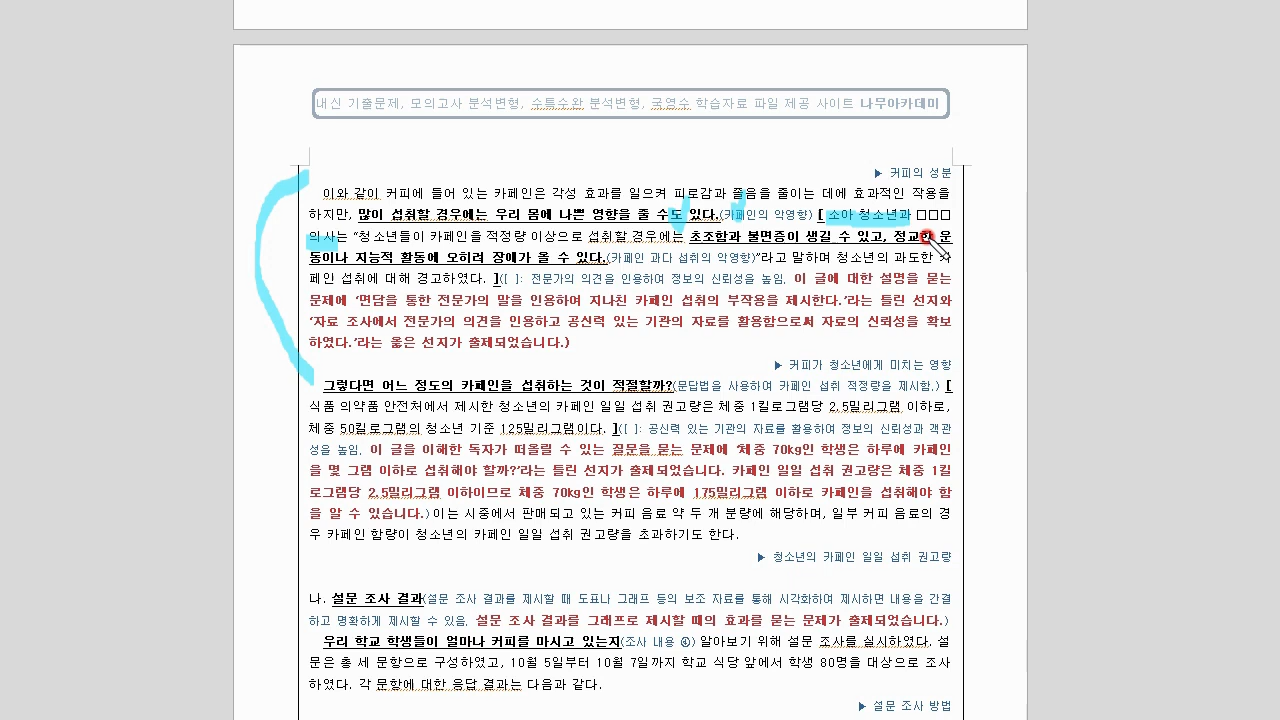 내신 기출문제, 모의고사 분석변형, 수특수완 분석변형, 국영수 학습자료 파일 제공 사이트 나무아카데미
▶ 커피의 성분
이와 같이 커피에 들어 있는 카페인은 각성 효과를 일으켜 피로감과 졸음을 줄이는 데에 효과적인 작용을
하지만, 많이 섭취할 경우에는 우리 몸에 나쁜 영향을 줄 수도 있다.(카페인의 악영향) [ 소아 청소년과 □□□
의사는 “청소년들이 카페인을 적정량 이상으로 섭취할 경우에는 초조함과 불면증이 생길 수 있고, 정교한 운
동이나 지능적 활동에 오히려 장애가 올 수 있다.(카페인 과다 섭취의 악영향)”라고 말하며 청소년의 과도한 카
페인 섭취에 대해 경고하였다. ]([ ]: 전문가의 의견을 인용하여 정보의 신뢰성을 높임. 이 글에 대한 설명을 묻는
문제에 ‘면담을 통한 전문가의 말을 인용하여 지나친 카페인 섭취의 부작용을 제시한다.’라는 틀린 선지와
‘자료 조사에서 전문가의 의견을 인용하고 공신력 있는 기관의 자료를 활용함으로써 자료의 신뢰성을 확보
하였다.’라는 옳은 선지가 출제되었습니다.)
▶ 커피가 청소년에게 미치는 영향
그렇다면 어느 정도의 카페인을 섭취하는 것이 적절할까?(문답법을 사용하여 카페인 섭취 적정량을 제시함.) [
식품 의약품 안전처에서 제시한 청소년의 카페인 일일 섭취 권고량은 체중 1킬로그램당 2.5밀리그램 이하로,
체중 50킬로그램의 청소년 기준 125밀리그램이다. ]([ ]: 공신력 있는 기관의 자료를 활용하여 정보의 신뢰성과 객관
성을 높임. 이 글을 이해한 독자가 떠올릴 수 있는 질문을 묻는 문제에 ‘체중 70kg인 학생은 하루에 카페인
을 몇 그램 이하로 섭취해야 할까?’라는 틀린 선지가 출제되었습니다. 카페인 일일 섭취 권고량은 체중 1킬
로그램당 2.5밀리그램 이하이므로 체중 70kg인 학생은 하루에 175밀리그램 이하로 카페인을 섭취해야 함
을 알 수 있습니다.)이는 시중에서 판매되고 있는 커피 음료 약 두 개 분량에 해당하며, 일부 커피 음료의 경
우 카페인 함량이 청소년의 카페인 일일 섭취 권고량을 초과하기도 한다.
▶ 청소년의 카페인 일일 섭취 권고량
나. 설문 조사 결과(설문 조사 결과를 제시할 때 도표나 그래프 등의 보조 자료를 통해 시각화하여 제시하면 내용을 간결
하고 명확하게 제시할 수 있음. 설문 조사 결과를 그래프로 제시할 때의 효과를 묻는 문제가 출제되었습니다.)
우리 학교 학생들이 얼마나 커피를 마시고 있는지(조사 내용 ④) 알아보기 위해 설문 조사를 실시하였다. 설
문은 총 세 문항으로 구성하였고, 10월 5일부터 10월 7일까지 학교 식당 앞에서 학생 80명을 대상으로 조사
하였다. 각 문항에 대한 응답 결과는 다음과 같다.
▶ 설문 조사 방법